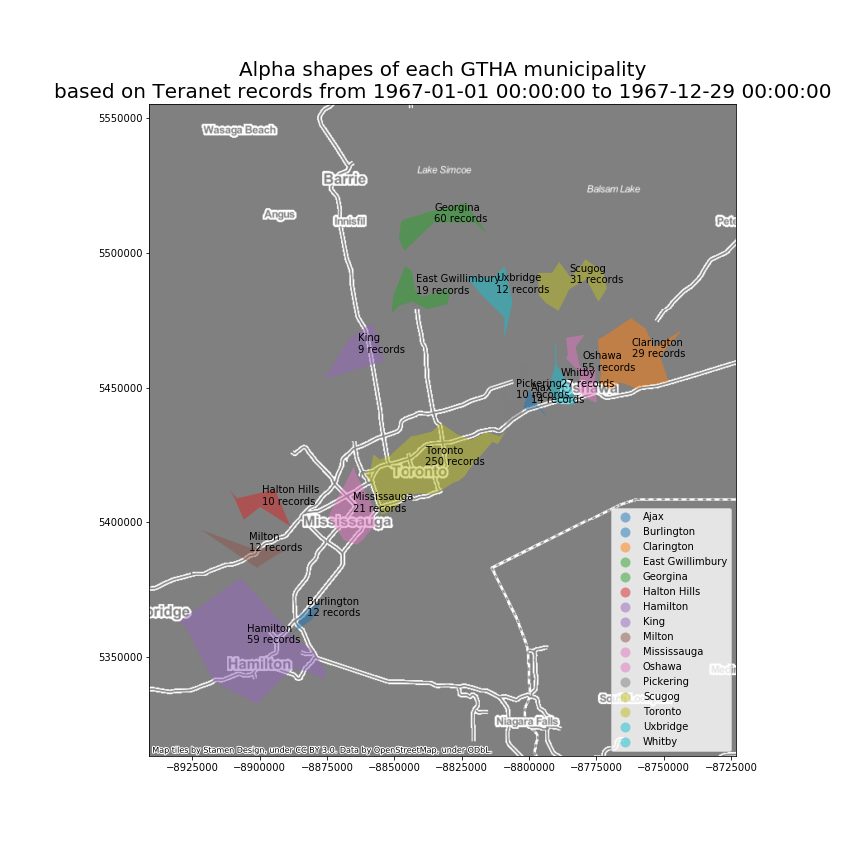 Alpha shapes of each GTHA municipality
based on Teranet records from 1967-01-01 00:00:00 to 1967-12-29 00:00:00
5550000
5500000
5450000
5400000
5350000
Wasaga Beach
Lake Simcoe
Barrie
Balsam Lake
Angus
Innisfil
Georgina
60 records
East Gwillimbury
19 records
Uxbridge
12 records
Scugog
31 records
King
9 records
Clarington
29 records
Oshawa
55 records
Whitby
27 records
Pickering
10 records
Ajax
14 records
Toronto
250 records
Toronto
Halton Hills
10 records
Mississauga
21 records
Mississauga
Milton
12 records
Burlington
12 records
bridge
Hamilton
59 records
Hamilton
Niagara Falls
Ajax
Burlington
Clarington
East Gwillimbury
Georgina
Halton Hills
Hamilton
King
Milton
Mississauga
Oshawa
Pickering
Scugog
Toronto
Uxbridge
Whitby
Map tiles by Stamen Design, under CC BY 3.0. Data by OpenStreetMap, under ODbL.
−8925000 −8900000 −8875000 −8850000 −8825000 −8800000 −8775000 −8750000 −8725000